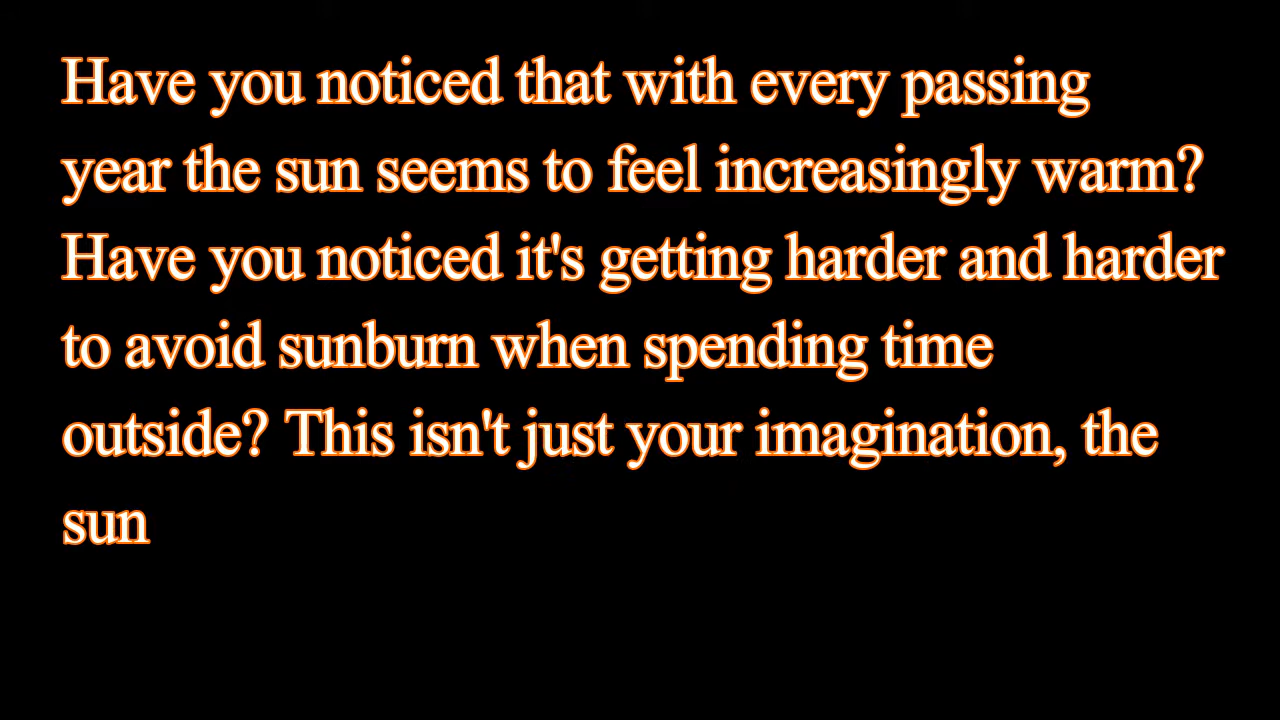 Have you noticed that with every passing
year the sun seems to feel increasingly warm?
Have you noticed it's getting harder and harder
to avoid sunburn when spending time
outside? This isn't just your imagination, the
sun